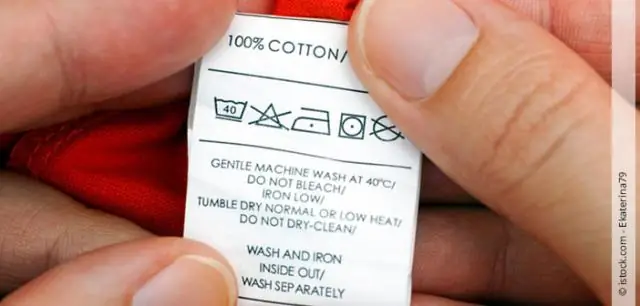 100% COTTON/
40
GENTLE MACHINE WASH AT 40°C/
DO NOT BLEACH/
IRON LOW/
TUMBLE DRY NORMAL OR LOW HEAT/
DO NOT DRY-CLEAN/
WASH AND IRON
INSIDE OUT/
WASH SEPARATELY
© iStock.com - Ekaterina79